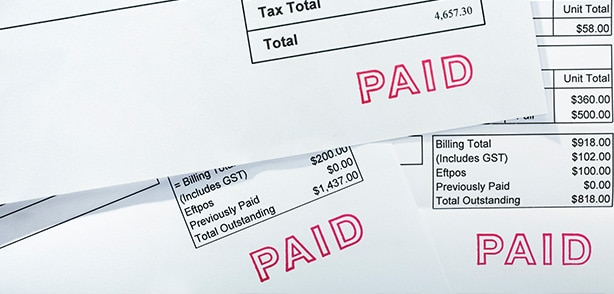 Tax Total
4,657.30
Total
PAID
Unit Total
$58.00
Unit Total
$360.00
$500.00
= Billing Total
(Includes GST) $200.00
Eftpos $0.00
Previously Paid $1,437.00
Total Outstanding
PAID
Billing Total $918.00
(Includes GST) $102.00
Eftpos $100.00
Previously Paid $0.00
Total Outstanding $818.00
PAID